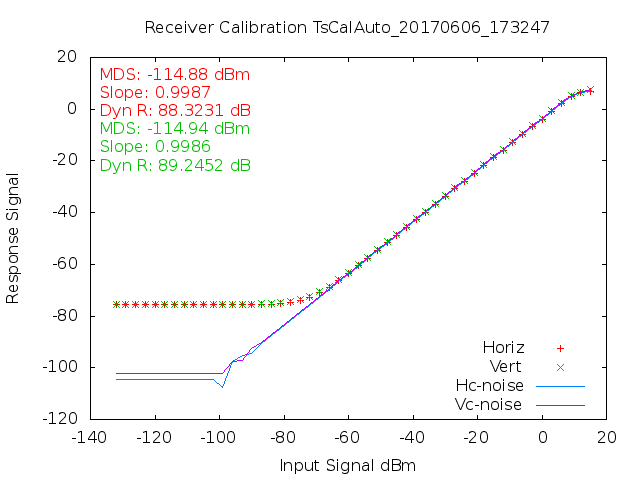 Receiver Calibration TsCalAuto_20170606_173247
MDS: -114.88 dBm
Slope: 0.9987
Dyn R: 88.3231 dB
MDS: -114.94 dBm
Slope: 0.9986
Dyn R: 89.2452 dB
20
0
-20
-40
-60
-80
-100
-120
Response Signal
Horiz
Vert
Hc-noise
Vc-noise
-140 -120 -100 -80 -60 -40 -20 0 20
Input Signal dBm